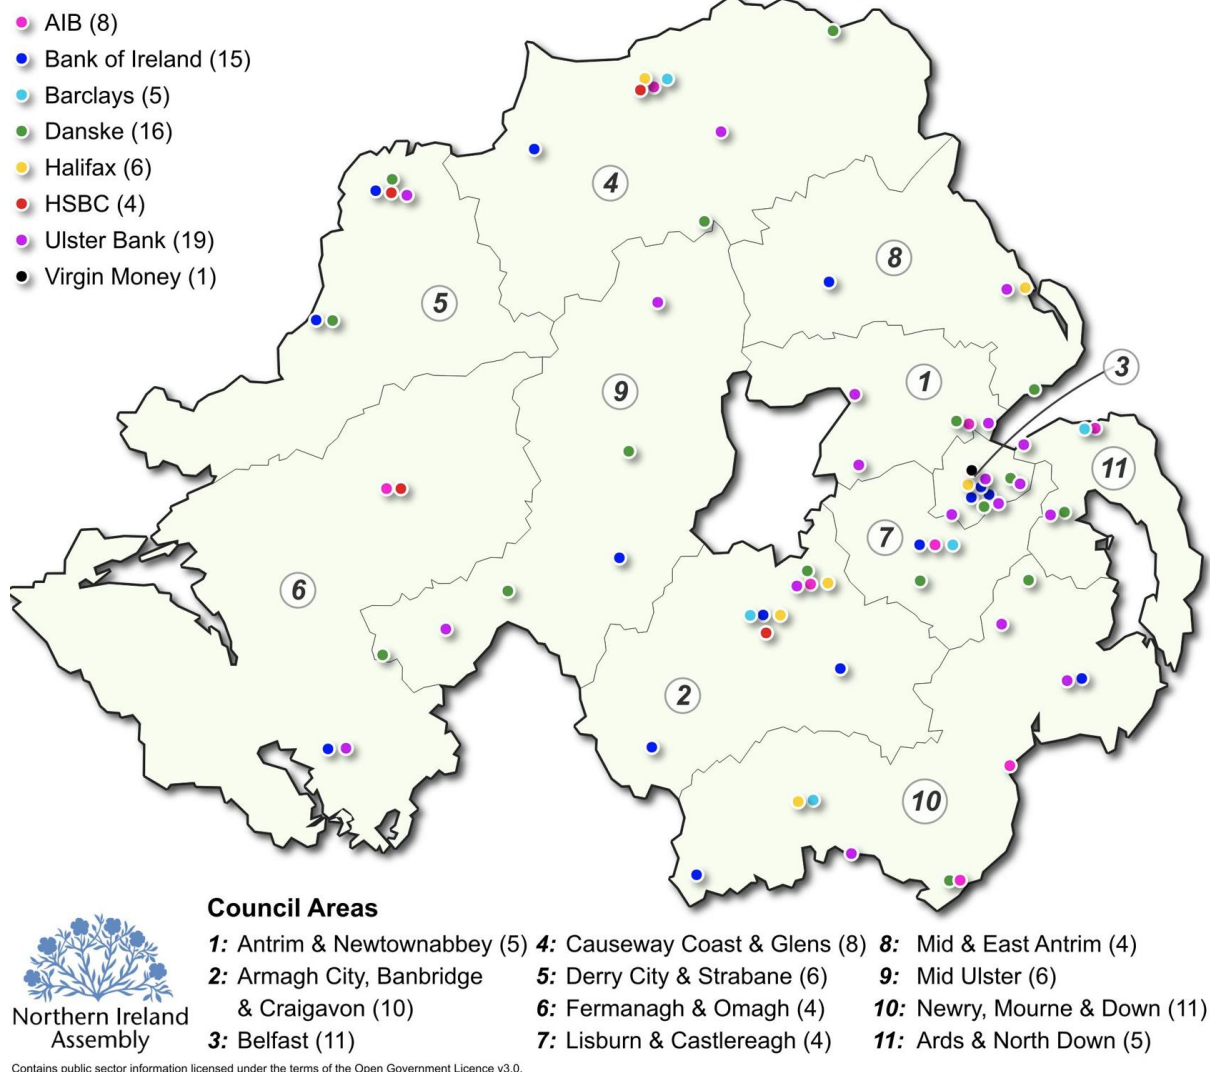 AIB (8)
Bank of Ireland (15)
Barclays (5)
Danske (16)
Halifax (6)
HSBC (4)
Ulster Bank (19)
Virgin Money (1)
4
8
5
3
1
9
11
7
6
2
10
Council Areas
1: Antrim & Newtownabbey (5)
2: Armagh City, Banbridge
& Craigavon (10)
3: Belfast (11)
4: Causeway Coast & Glens (8)
5: Derry City & Strabane (6)
6: Fermanagh & Omagh (4)
7: Lisburn & Castlereagh (4)
8: Mid & East Antrim (4)
9: Mid Ulster (6)
10: Newry, Mourne & Down (11)
11: Ards & North Down (5)
Northern Ireland
Assembly
Contains public sector information licensed under the terms of the Open Government Licence v3.0.